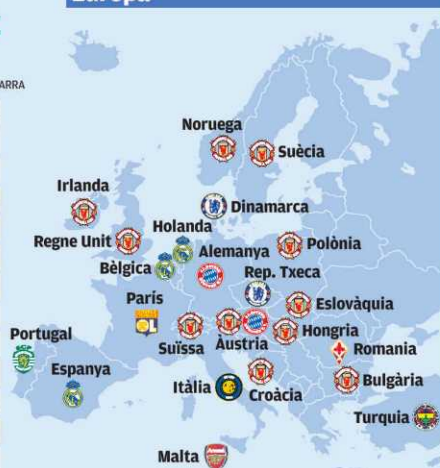 Europa
ARRA
Noruega
Suècia
Irlanda
Dinamarca
Holanda
Regne Unit
Alemanya
Polònia
Bèlgica
Rep. Txeca
París
Eslovàquia
Portugal
Suïssa
Àustria
Hongria
Romania
Espanya
Itàlia
Croàcia
Bulgària
Turquia
Malta